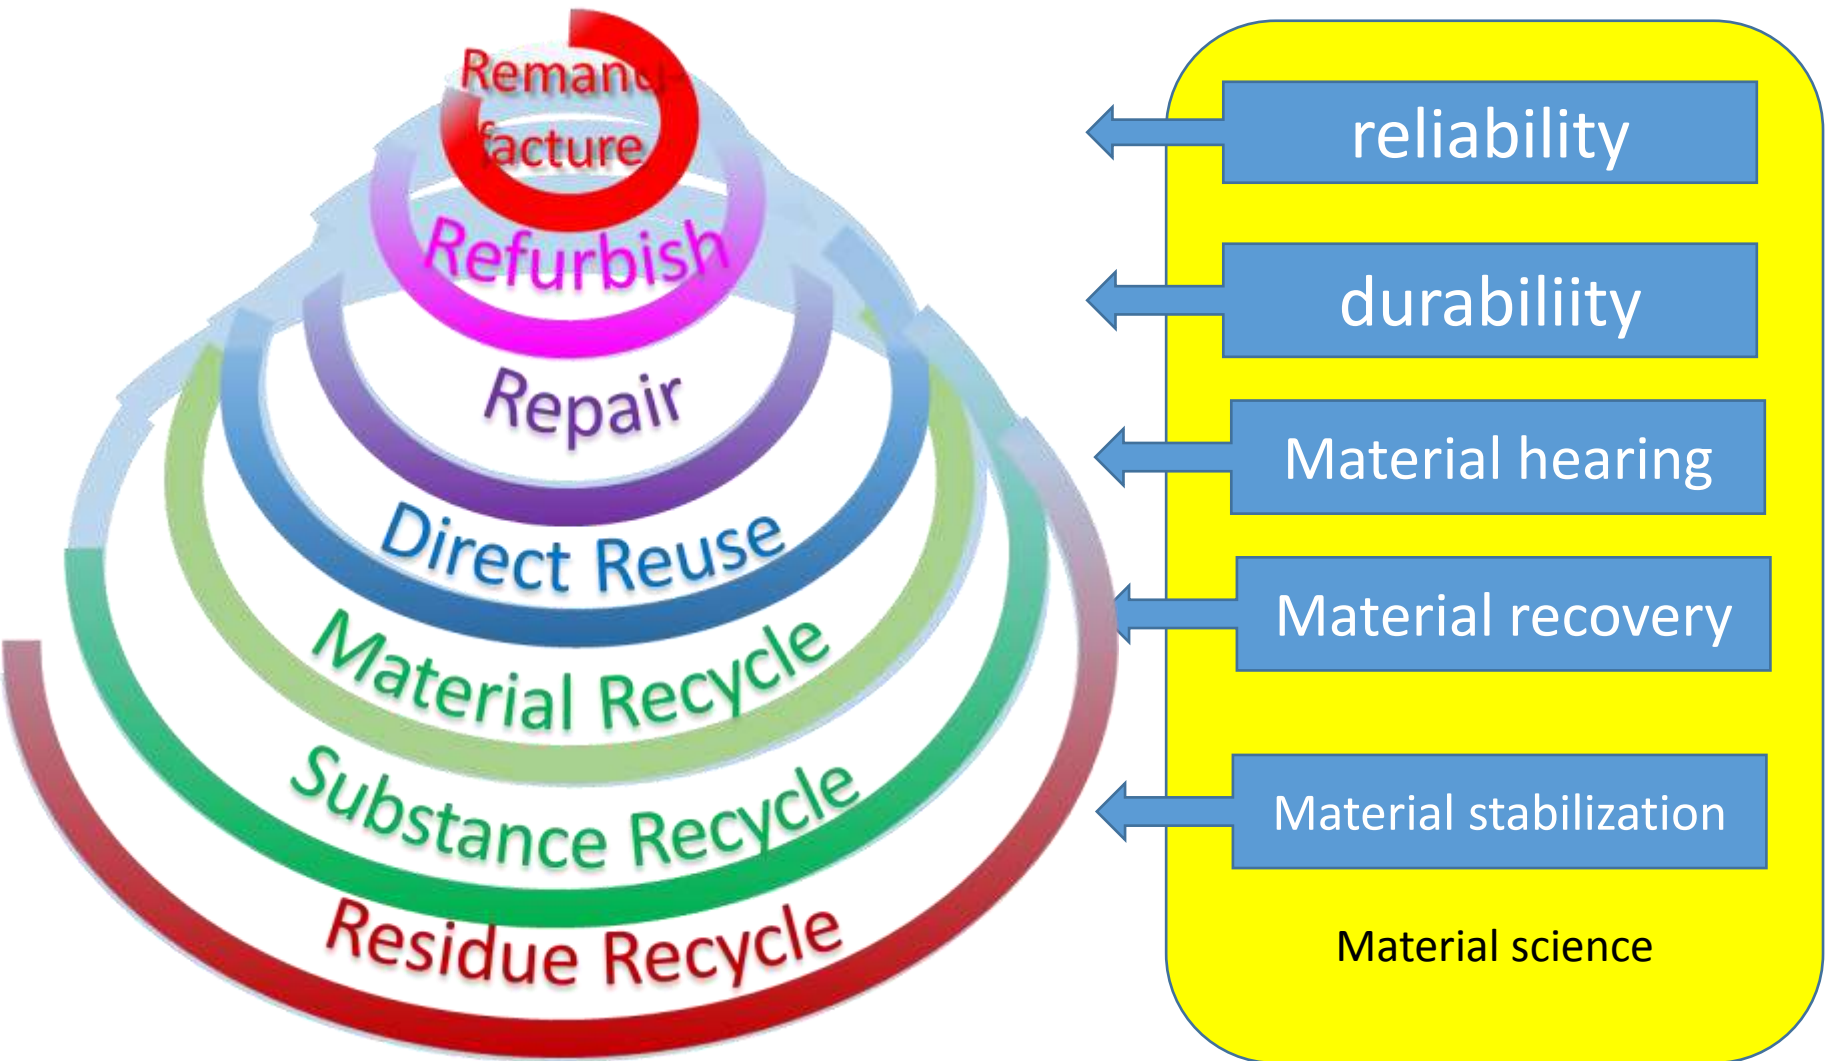 Remanu-
facture
Refurbish
Repair
Direct Reuse
Material Recycle
Substance Recycle
Residue Recycle
reliability
durabiliity
Material hearing
Material recovery
Material stabilization
Material science